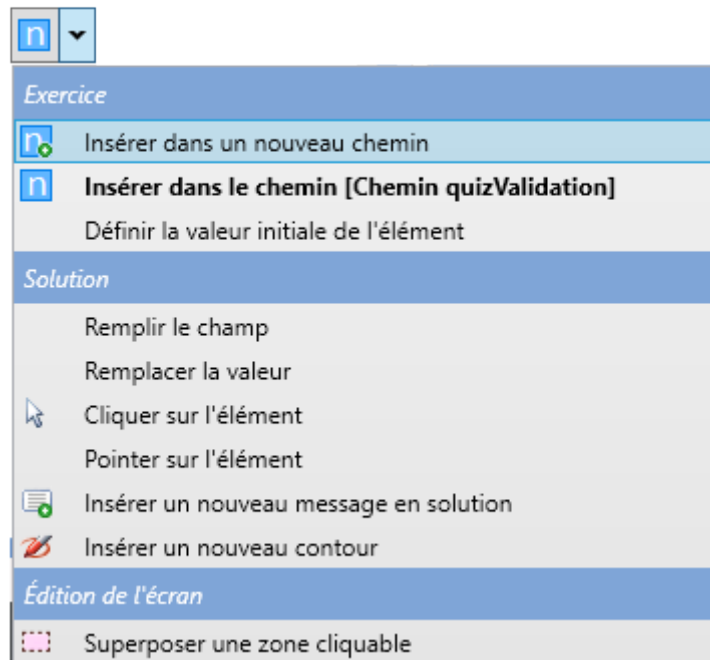 n
Exercice
Insérer dans un nouveau chemin
Insérer dans le chemin [Chemin quizValidation]
Définir la valeur initiale de l'élément
Solution
Remplir le champ
Remplacer la valeur
Cliquer sur l'élément
Pointer sur l'élément
Insérer un nouveau message en solution
Insérer un nouveau contour
Édition de l'écran
Superposer une zone cliquable